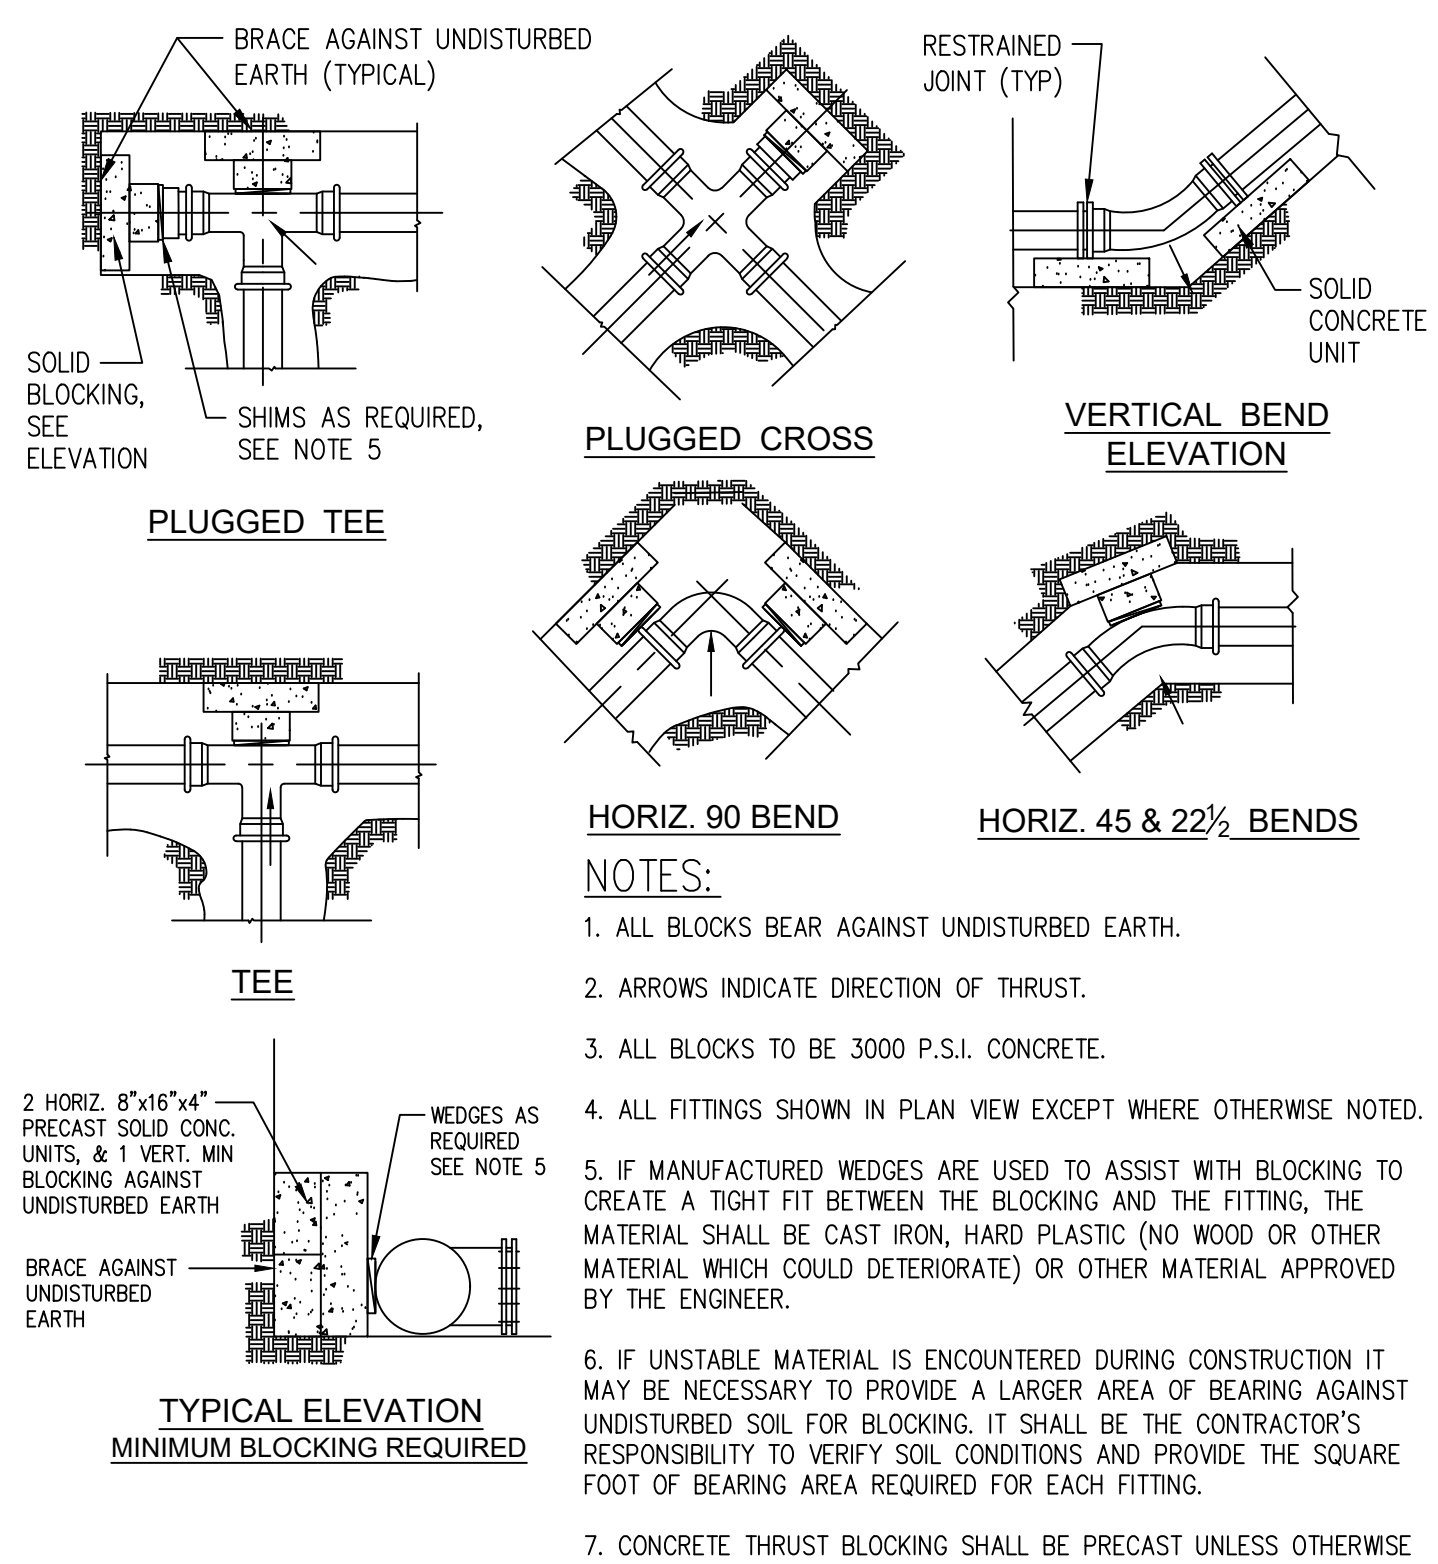 BRACE AGAINST UNDISTURBED
EARTH (TYPICAL)
SOLID
BLOCKING,
SEE
ELEVATION
SHIMS AS REQUIRED,
SEE NOTE 5
PLUGGED TEE
PLUGGED CROSS
RESTRAINED
JOINT (TYP)
SOLID
CONCRETE
UNIT
VERTICAL BEND
ELEVATION
TEE
HORIZ. 90 BEND
HORIZ. 45 & 22½ BENDS
2 HORIZ. 8"x16"x4"
PRECAST SOLID CONC.
UNITS, & 1 VERT. MIN
BLOCKING AGAINST
UNDISTURBED EARTH
BRACE AGAINST
UNDISTURBED
EARTH
WEDGES AS
REQUIRED
SEE NOTE 5
TYPICAL ELEVATION
MINIMUM BLOCKING REQUIRED
NOTES:
1. ALL BLOCKS BEAR AGAINST UNDISTURBED EARTH.
2. ARROWS INDICATE DIRECTION OF THRUST.
3. ALL BLOCKS TO BE 3000 P.S.I. CONCRETE.
4. ALL FITTINGS SHOWN IN PLAN VIEW EXCEPT WHERE OTHERWISE NOTED.
5. IF MANUFACTURED WEDGES ARE USED TO ASSIST WITH BLOCKING TO
CREATE A TIGHT FIT BETWEEN THE BLOCKING AND THE FITTING, THE
MATERIAL SHALL BE CAST IRON, HARD PLASTIC (NO WOOD OR OTHER
MATERIAL WHICH COULD DETERIORATE) OR OTHER MATERIAL APPROVED
BY THE ENGINEER.
6. IF UNSTABLE MATERIAL IS ENCOUNTERED DURING CONSTRUCTION IT
MAY BE NECESSARY TO PROVIDE A LARGER AREA OF BEARING AGAINST
UNDISTURBED SOIL FOR BLOCKING. IT SHALL BE THE CONTRACTOR'S
RESPONSIBILITY TO VERIFY SOIL CONDITIONS AND PROVIDE THE SQUARE
FOOT OF BEARING AREA REQUIRED FOR EACH FITTING.
7. CONCRETE THRUST BLOCKING SHALL BE PRECAST UNLESS OTHERWISE